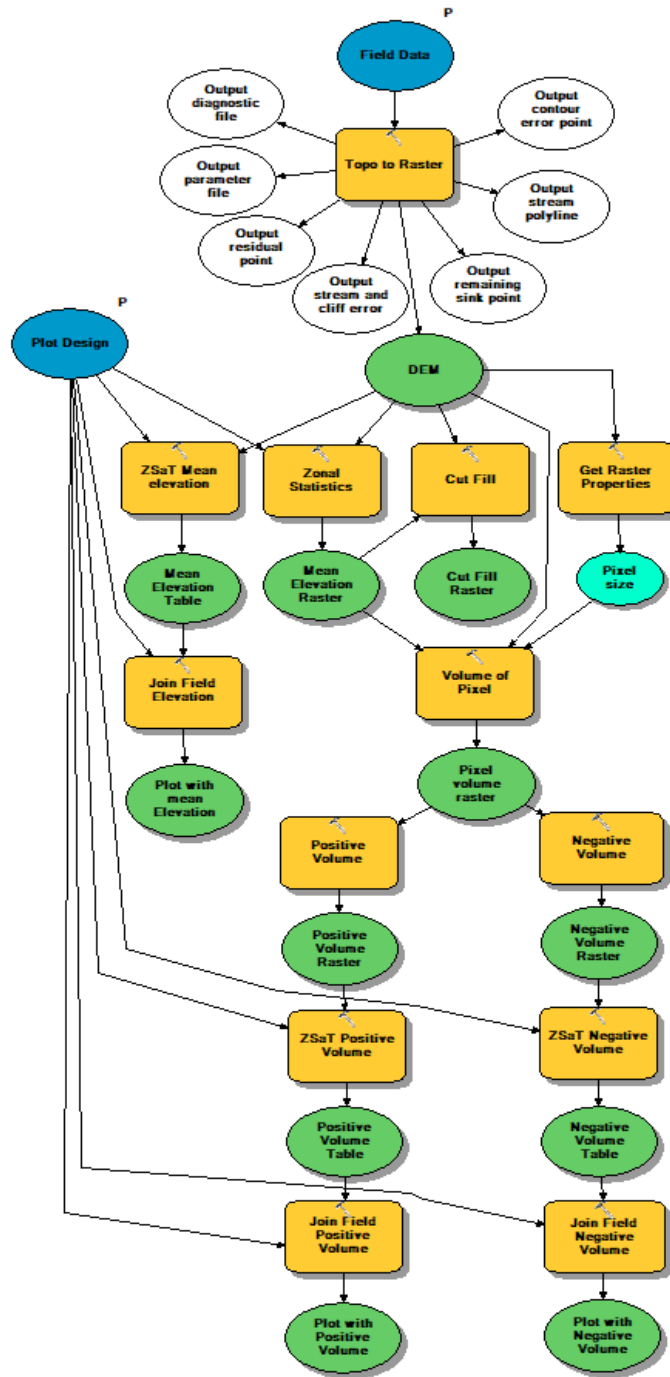 P
Field Data
Output
diagnostic
file
Output
contour
error point
Topo to Raster
Output
parameter
file
Output
stream
polyline
Output
residual
point
Output
stream and
cliff error
Output
remaining
sink point
P
Plot Design
DEM
ZSaT Mean
elevation
Zonal
Statistics
Cut Fill
Get Raster
Properties
Mean
Elevation
Table
Mean
Elevation
Raster
Cut Fill
Raster
Pixel
size
Join Field
Elevation
Volume of
Pixel
Plot with
mean
Elevation
Pixel
volume
raster
Positive
Volume
Negative
Volume
Positive
Volume
Raster
Negative
Volume
Raster
ZSaT Positive
Volume
ZSaT Negative
Volume
Positive
Volume
Table
Negative
Volume
Table
Join Field
Positive
Volume
Join Field
Negative
Volume
Plot with
Positive
Volume
Plot with
Negative
Volume